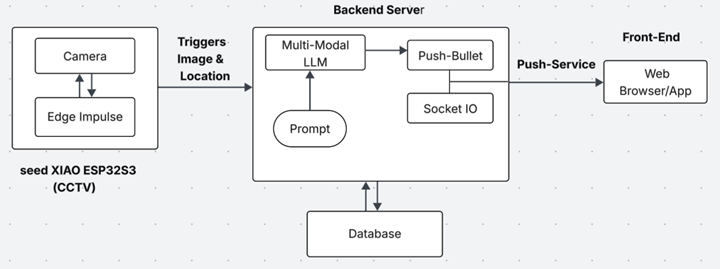 Backend Server
Camera
Edge Impulse
seed XIAO ESP32S3
(CCTV)
Triggers
Image &
Location
Multi-Modal
LLM
Prompt
Push-Bullet
Socket IO
Push-Service
Front-End
Web
Browser/App
Database